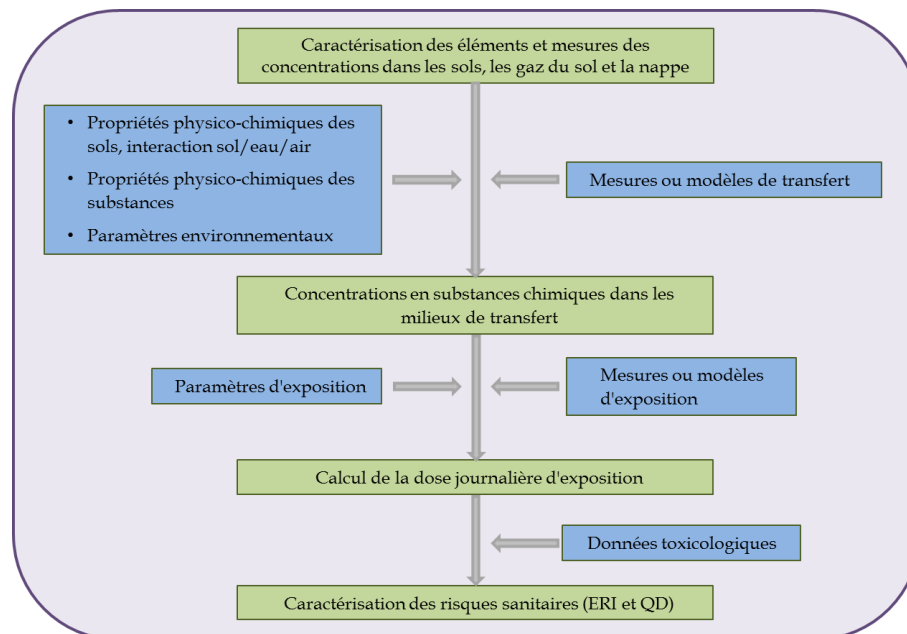 Caractérisation des éléments et mesures des
concentrations dans les sols, les gaz du sol et la nappe
• Propriétés physico-chimiques des
sols, interaction sol/eau/air
• Propriétés physico-chimiques des
substances
• Paramètres environnementaux
Mesures ou modèles de transfert
Concentrations en substances chimiques dans les
milieux de transfert
Paramètres d'exposition
Mesures ou modèles
d'exposition
Calcul de la dose journalière d'exposition
Données toxicologiques
Caractérisation des risques sanitaires (ERI et QD)